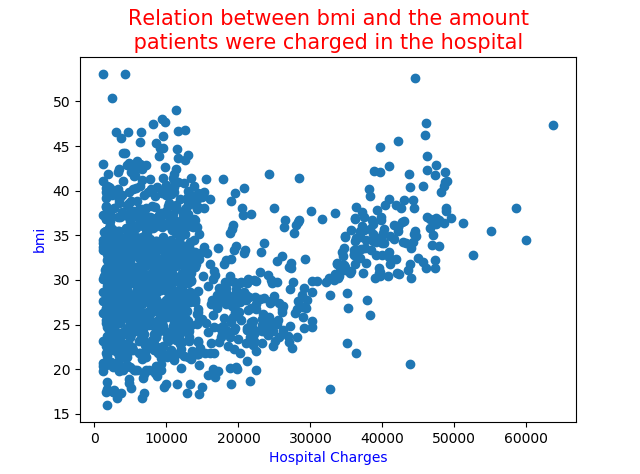 Relation between bmi and the amount
patients were charged in the hospital
bmi
50
45
40
35
30
25
20
15
0 10000 20000 30000 40000 50000 60000
Hospital Charges